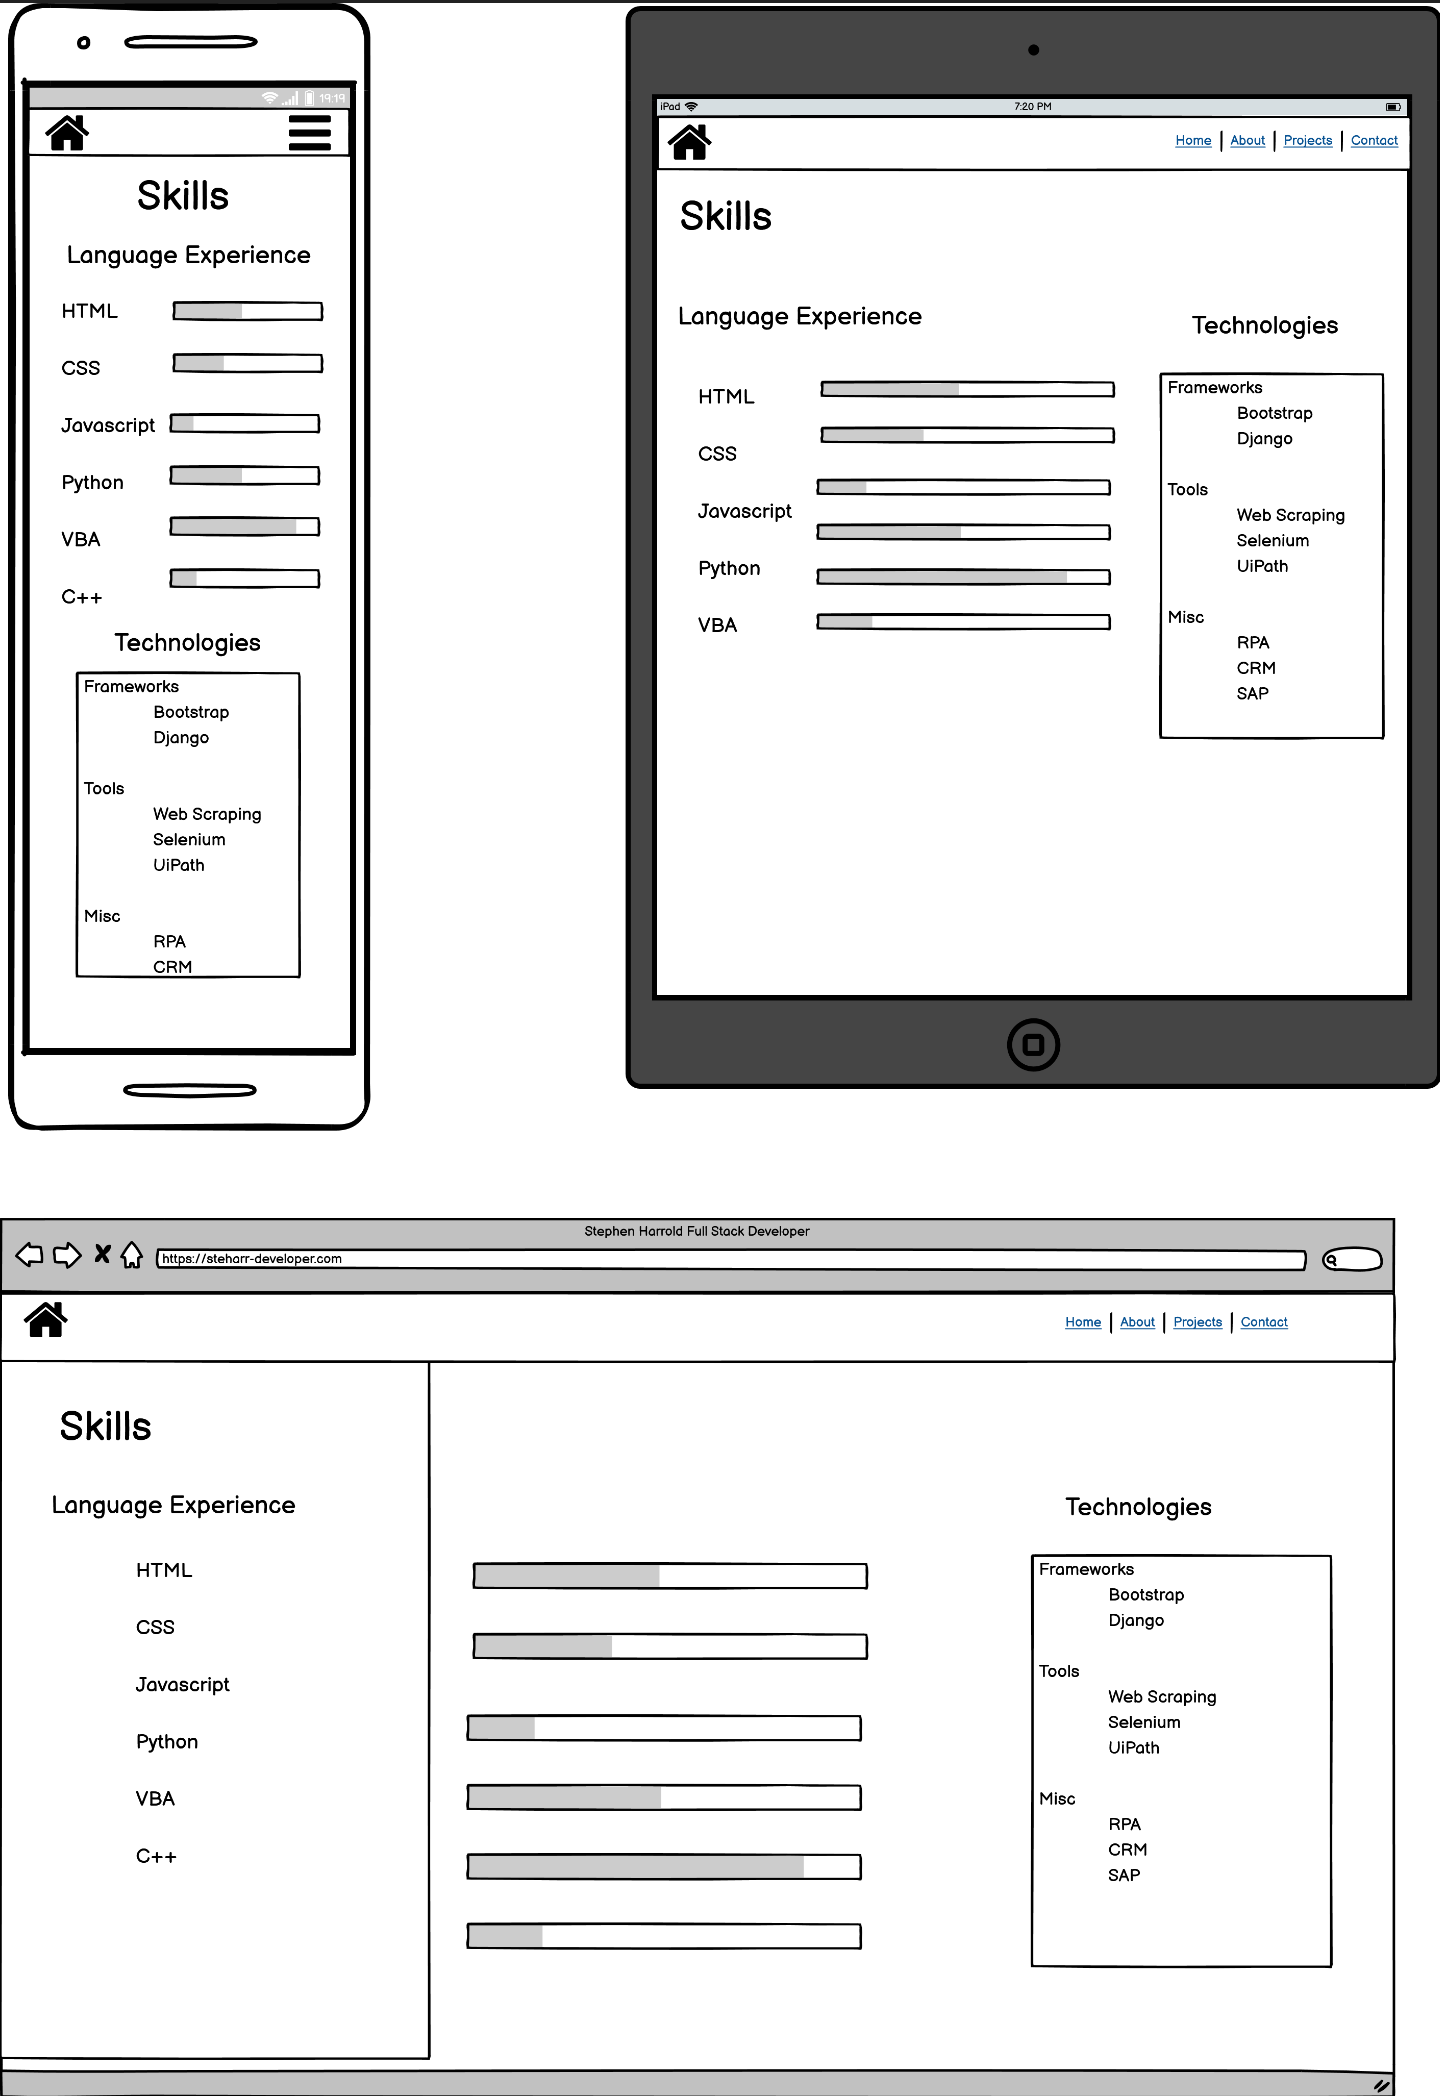 19:19
Skills
Language Experience
HTML
CSS
Javascript
Python
VBA
C++
Technologies
Frameworks
Bootstrap
Django
Tools
Web Scraping
Selenium
UiPath
Misc
RPA
CRM
iPad 7:20 PM
Home About Projects Contact
Skills
Language Experience
HTML
CSS
Javascript
Python
VBA
Technologies
Frameworks
Bootstrap
Django
Tools
Web Scraping
Selenium
UiPath
Misc
RPA
CRM
SAP
Stephen Harrold Full Stack Developer
https://steharr-developer.com
Home About Projects Contact
Skills
Language Experience
HTML
CSS
Javascript
Python
VBA
C++
Technologies
Frameworks
Bootstrap
Django
Tools
Web Scraping
Selenium
UiPath
Misc
RPA
CRM
SAP